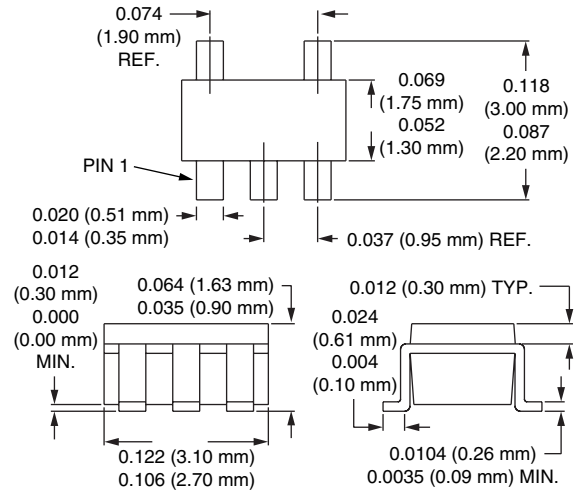 0.074
(1.90 mm)
REF.
0.069
(1.75 mm)
0.052
(1.30 mm)
0.118
(3.00 mm)
0.087
(2.20 mm)
PIN 1
0.020 (0.51 mm)
0.014 (0.35 mm)
0.037 (0.95 mm) REF.
0.012
(0.30 mm)
0.000
(0.00 mm)
MIN.
0.064 (1.63 mm)
0.035 (0.90 mm)
0.012 (0.30 mm) TYP.
0.024
(0.61 mm)
0.004
(0.10 mm)
0.122 (3.10 mm)
0.106 (2.70 mm)
0.0104 (0.26 mm)
0.0035 (0.09 mm) MIN.